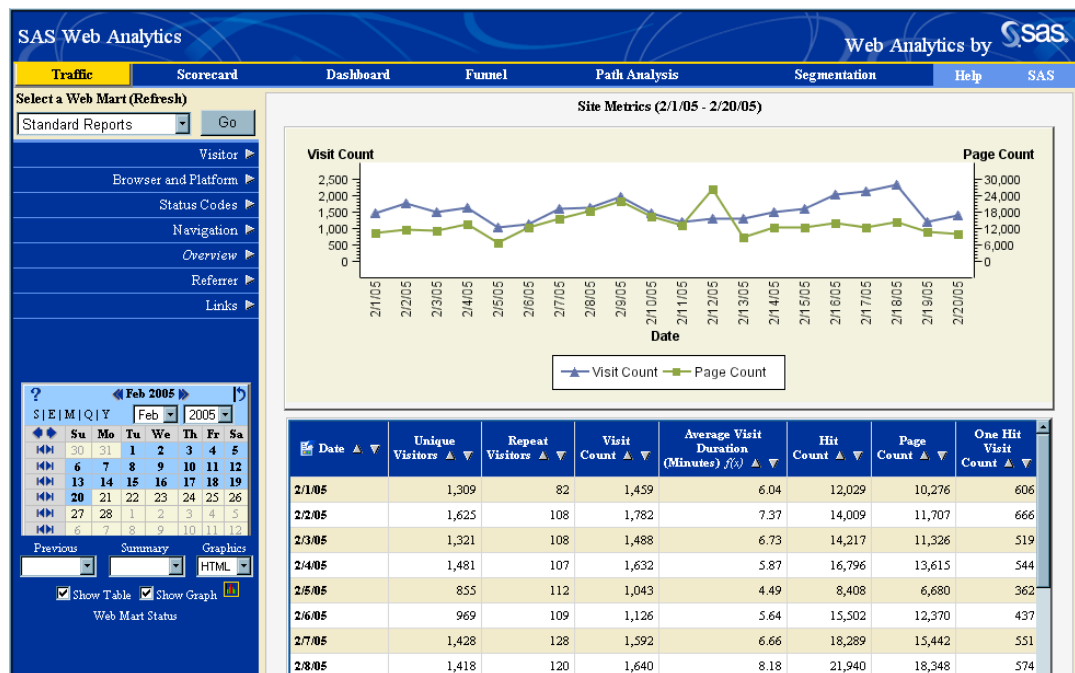 SAS Web Analytics
Web Analytics by sas.
Traffic Scorecard Dashboard Funnel Path Analysis Segmentation Help SAS
Select a Web Mart (Refresh)
Standard Reports Go
Visitor
Browser and Platform
Status Codes
Navigation
Overview
Referrer
Links
? Feb 2005
S | E | M | Q | Y Feb 2005
Su Mo Tu We Th Fr Sa
30 31 1 2 3 4 5
6 7 8 9 10 11 12
13 14 15 16 17 18 19
20 21 22 23 24 25 26
27 28 1 2 3 4 5
6 7 8 9 10 11 12
Previous Summary Graphics
HTML
Show Table Show Graph
Web Mart Status
Site Metrics (2/1/05 - 2/20/05)
Visit Count Page Count
2,500 30,000
2,000 24,000
1,500 18,000
1,000 12,000
500 6,000
0 0
2/1/05 2/2/05 2/3/05 2/4/05 2/5/05 2/6/05 2/7/05 2/8/05 2/9/05 2/10/05 2/11/05 2/12/05 2/13/05 2/14/05 2/15/05 2/16/05 2/17/05 2/18/05 2/19/05 2/20/05
Date
Visit Count Page Count
Date Unique Visitors Repeat Visitors Visit Count Average Visit Duration (Minutes) f(x) Hit Count Page Count One Hit Visit Count
2/1/05 1,309 82 1,459 6.04 12,029 10,276 606
2/2/05 1,625 108 1,782 7.37 14,009 11,707 666
2/3/05 1,321 108 1,488 6.73 14,217 11,326 519
2/4/05 1,481 107 1,632 5.87 16,796 13,615 544
2/5/05 855 112 1,043 4.49 8,408 6,680 362
2/6/05 969 109 1,126 5.64 15,502 12,370 437
2/7/05 1,428 128 1,592 6.66 18,289 15,442 551
2/8/05 1,418 120 1,640 8.18 21,940 18,348 574